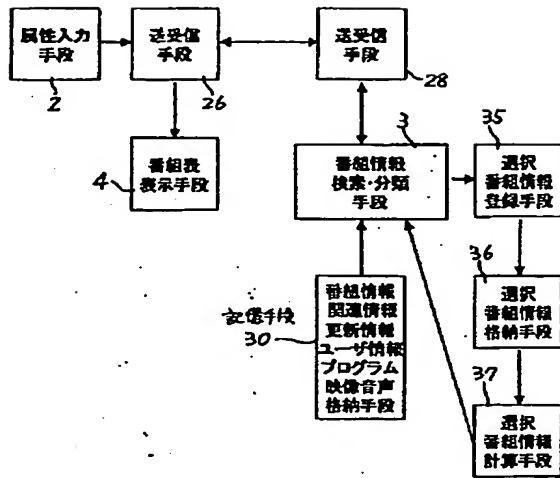 属性入力
手段
2
送受信
手段
26
送受信
手段
28
番組表
表示手段
4
3
番組情報
検索・分類
手段
35
選択
番組情報
登録手段
36
選択
番組情報
格納手段
37
選択
番組情報
計算手段
記憶手段
30
番組情報
関連情報
更新情報
ユーザ情報
プログラム
映像音声
格納手段